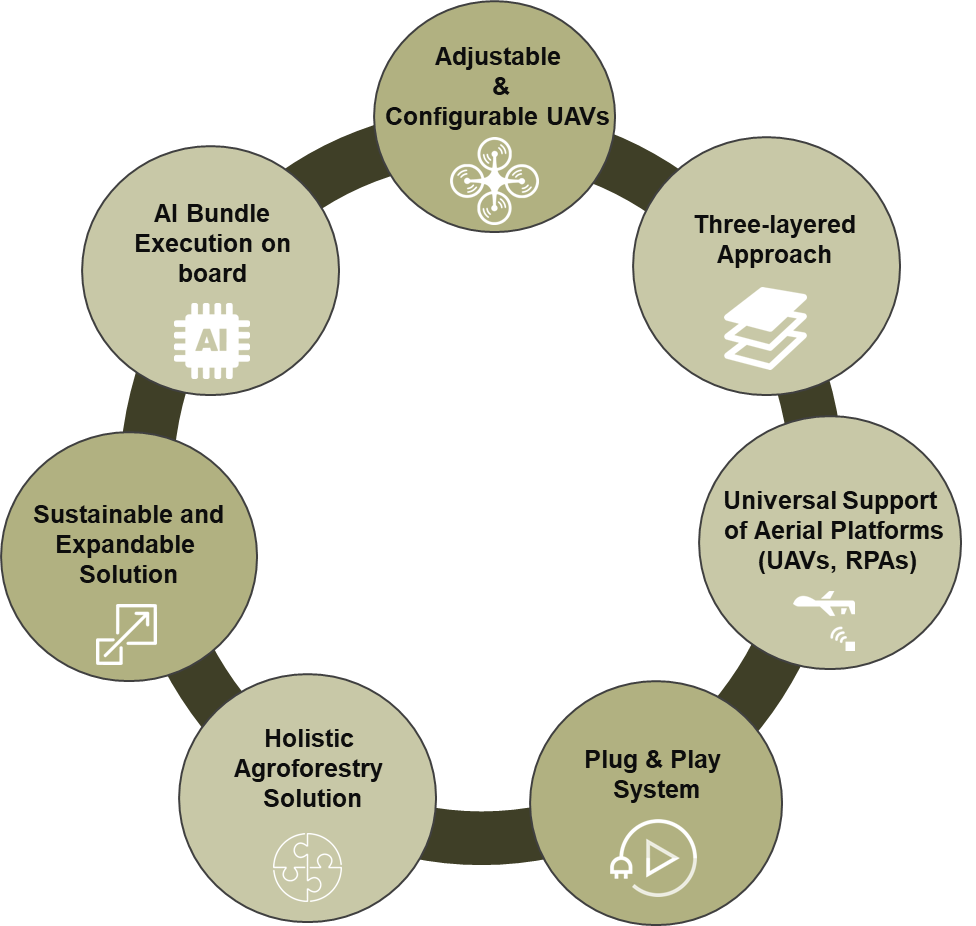 Adjustable
&
Configurable UAVs
Three-layered
Approach
Universal Support
of Aerial Platforms
(UAVs, RPAs)
Plug & Play
System
Holistic
Agroforestry
Solution
Sustainable and
Expandable
Solution
AI Bundle
Execution on
board
AI